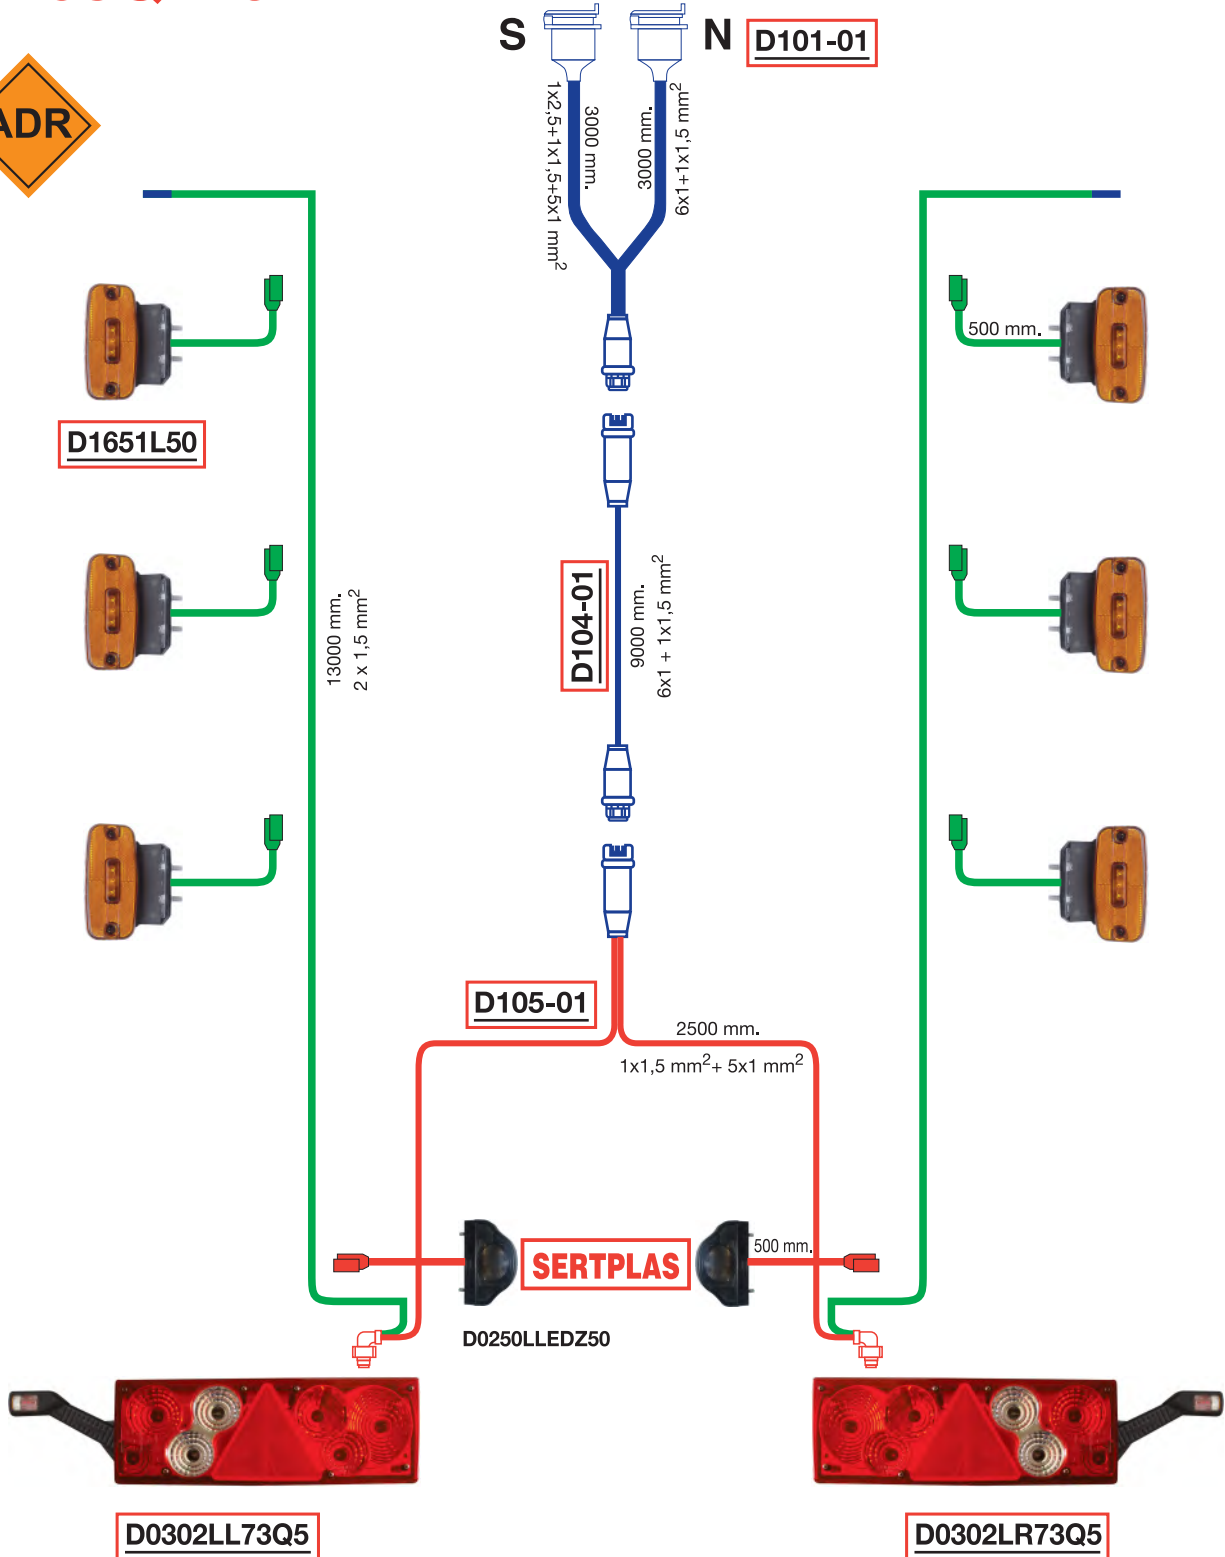 S
N
D101-01
ADR
1x2,5+1x1,5+5x1 mm²
3000 mm.
3000 mm.
6x1+1x1,5 mm²
500 mm.
D1651L50
13000 mm.
2 x 1,5 mm²
D104-01
9000 mm.
6x1 + 1x1,5 mm²
D105-01
2500 mm.
1x1,5 mm²+ 5x1 mm²
SERTPLAS
500 mm.
D0250LLEDZ50
D0302LL73Q5
D0302LR73Q5